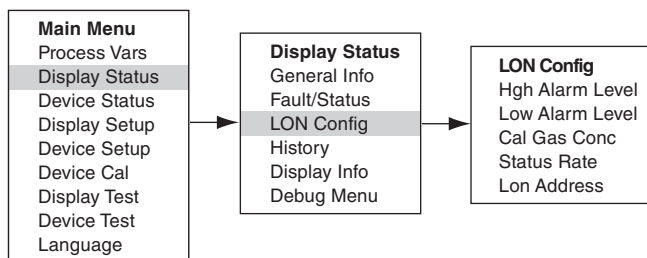 Main Menu
Process Vars
Display Status
Device Status
Display Setup
Device Setup
Device Cal
Display Test
Device Test
Language
Display Status
General Info
Fault/Status
LON Config
History
Display Info
Debug Menu
LON Config
Hgh Alarm Level
Low Alarm Level
Cal Gas Conc
Status Rate
Lon Address